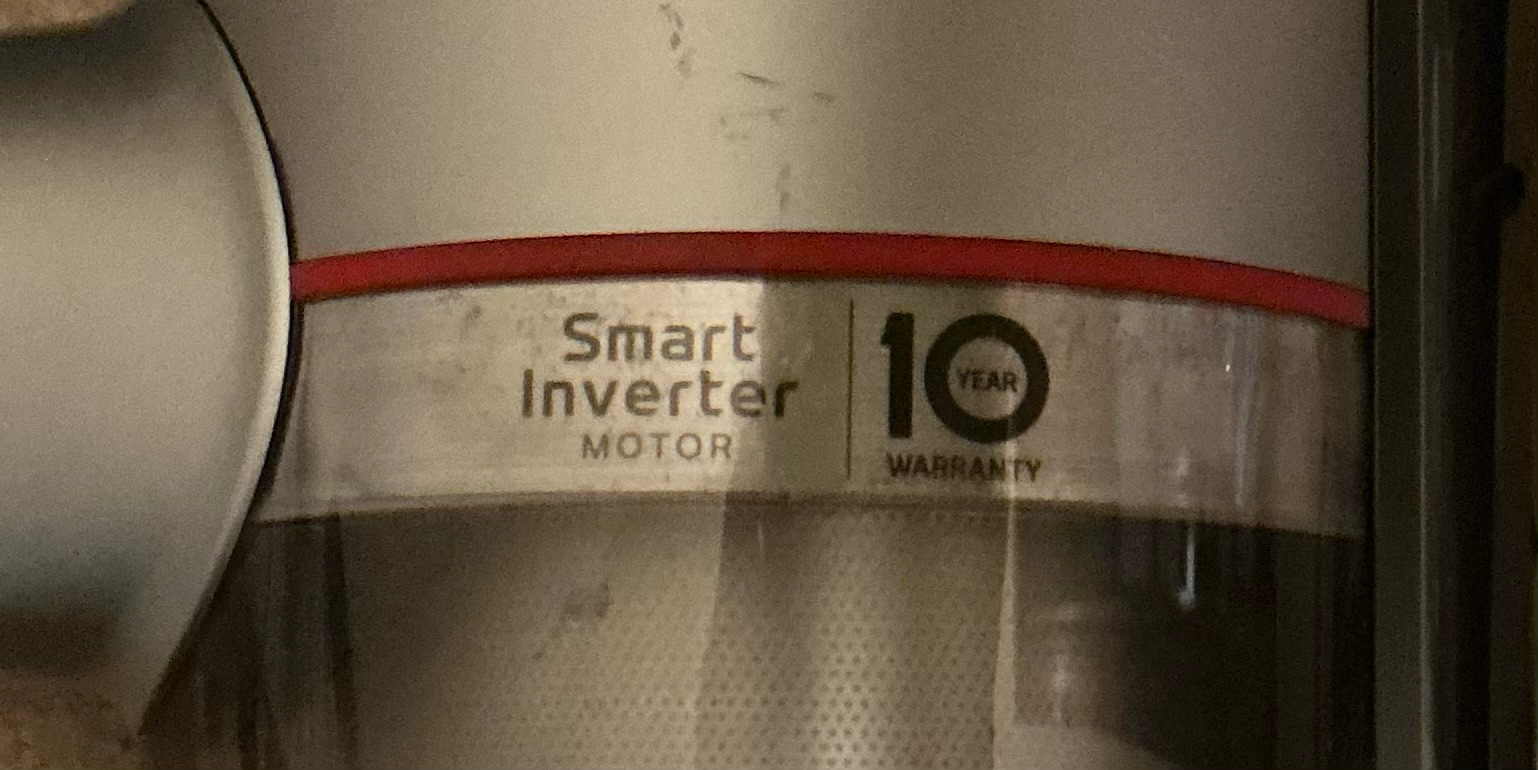 Smart
Inverter
MOTOR
10
YEAR
WARRANTY